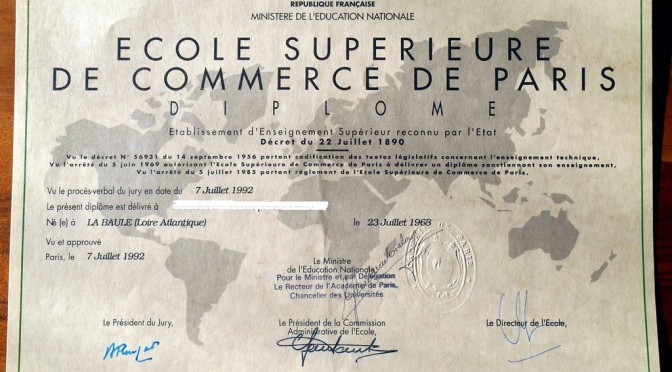 RÉPUBLIQUE FRANÇAISE
MINISTERE DE L'EDUCATION NATIONALE
ECOLE SUPERIEURE
DE COMMERCE DE PARIS
DIPLOME
Etablissement d'Enseignement Supérieur reconnu par l'Etat
Décret du 22 Juillet 1890
Vu le décret N° 56931 du 14 septembre 1956 portant codification des textes législatifs concernant l'enseignement technique,
Vu l'arrêté du 5 juin 1969 autorisant l'Ecole Supérieure de Commerce de Paris à délivrer un diplôme sanctionnant son enseignement,
Vu l'arrêté du 5 juillet 1985 portant règlement de l'Ecole Supérieure de Commerce de Paris,
Vu le procès-verbal du jury en date du 7 Juillet 1992
Le présent diplôme est délivré à
Né (e) à LA BAULE (Loire Atlantique) le 23 Juillet 1968
Vu et approuvé
Paris, le 7 Juillet 1992
Le Ministre
de l'Education Nationale,
Pour le Ministre et par Délégation
Le Recteur de l'Académie de Paris,
Chancelier des Universités
Le Président du Jury,
Le Président de la Commission
Administrative de l'Ecole,
Le Directeur de l'Ecole,